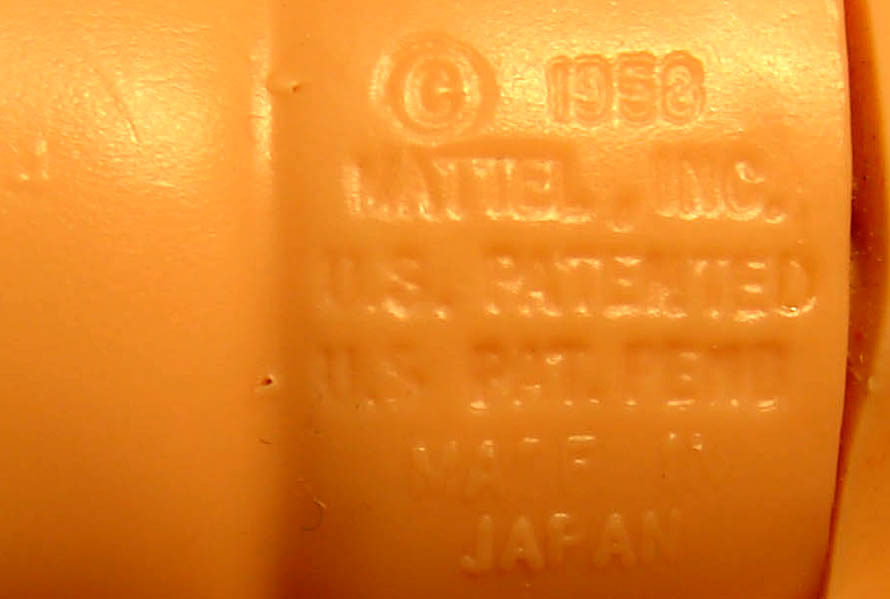 © 1958
MATTEL, INC.
U.S. PATENTED
U.S. PAT. PEND
MADE IN
JAPAN